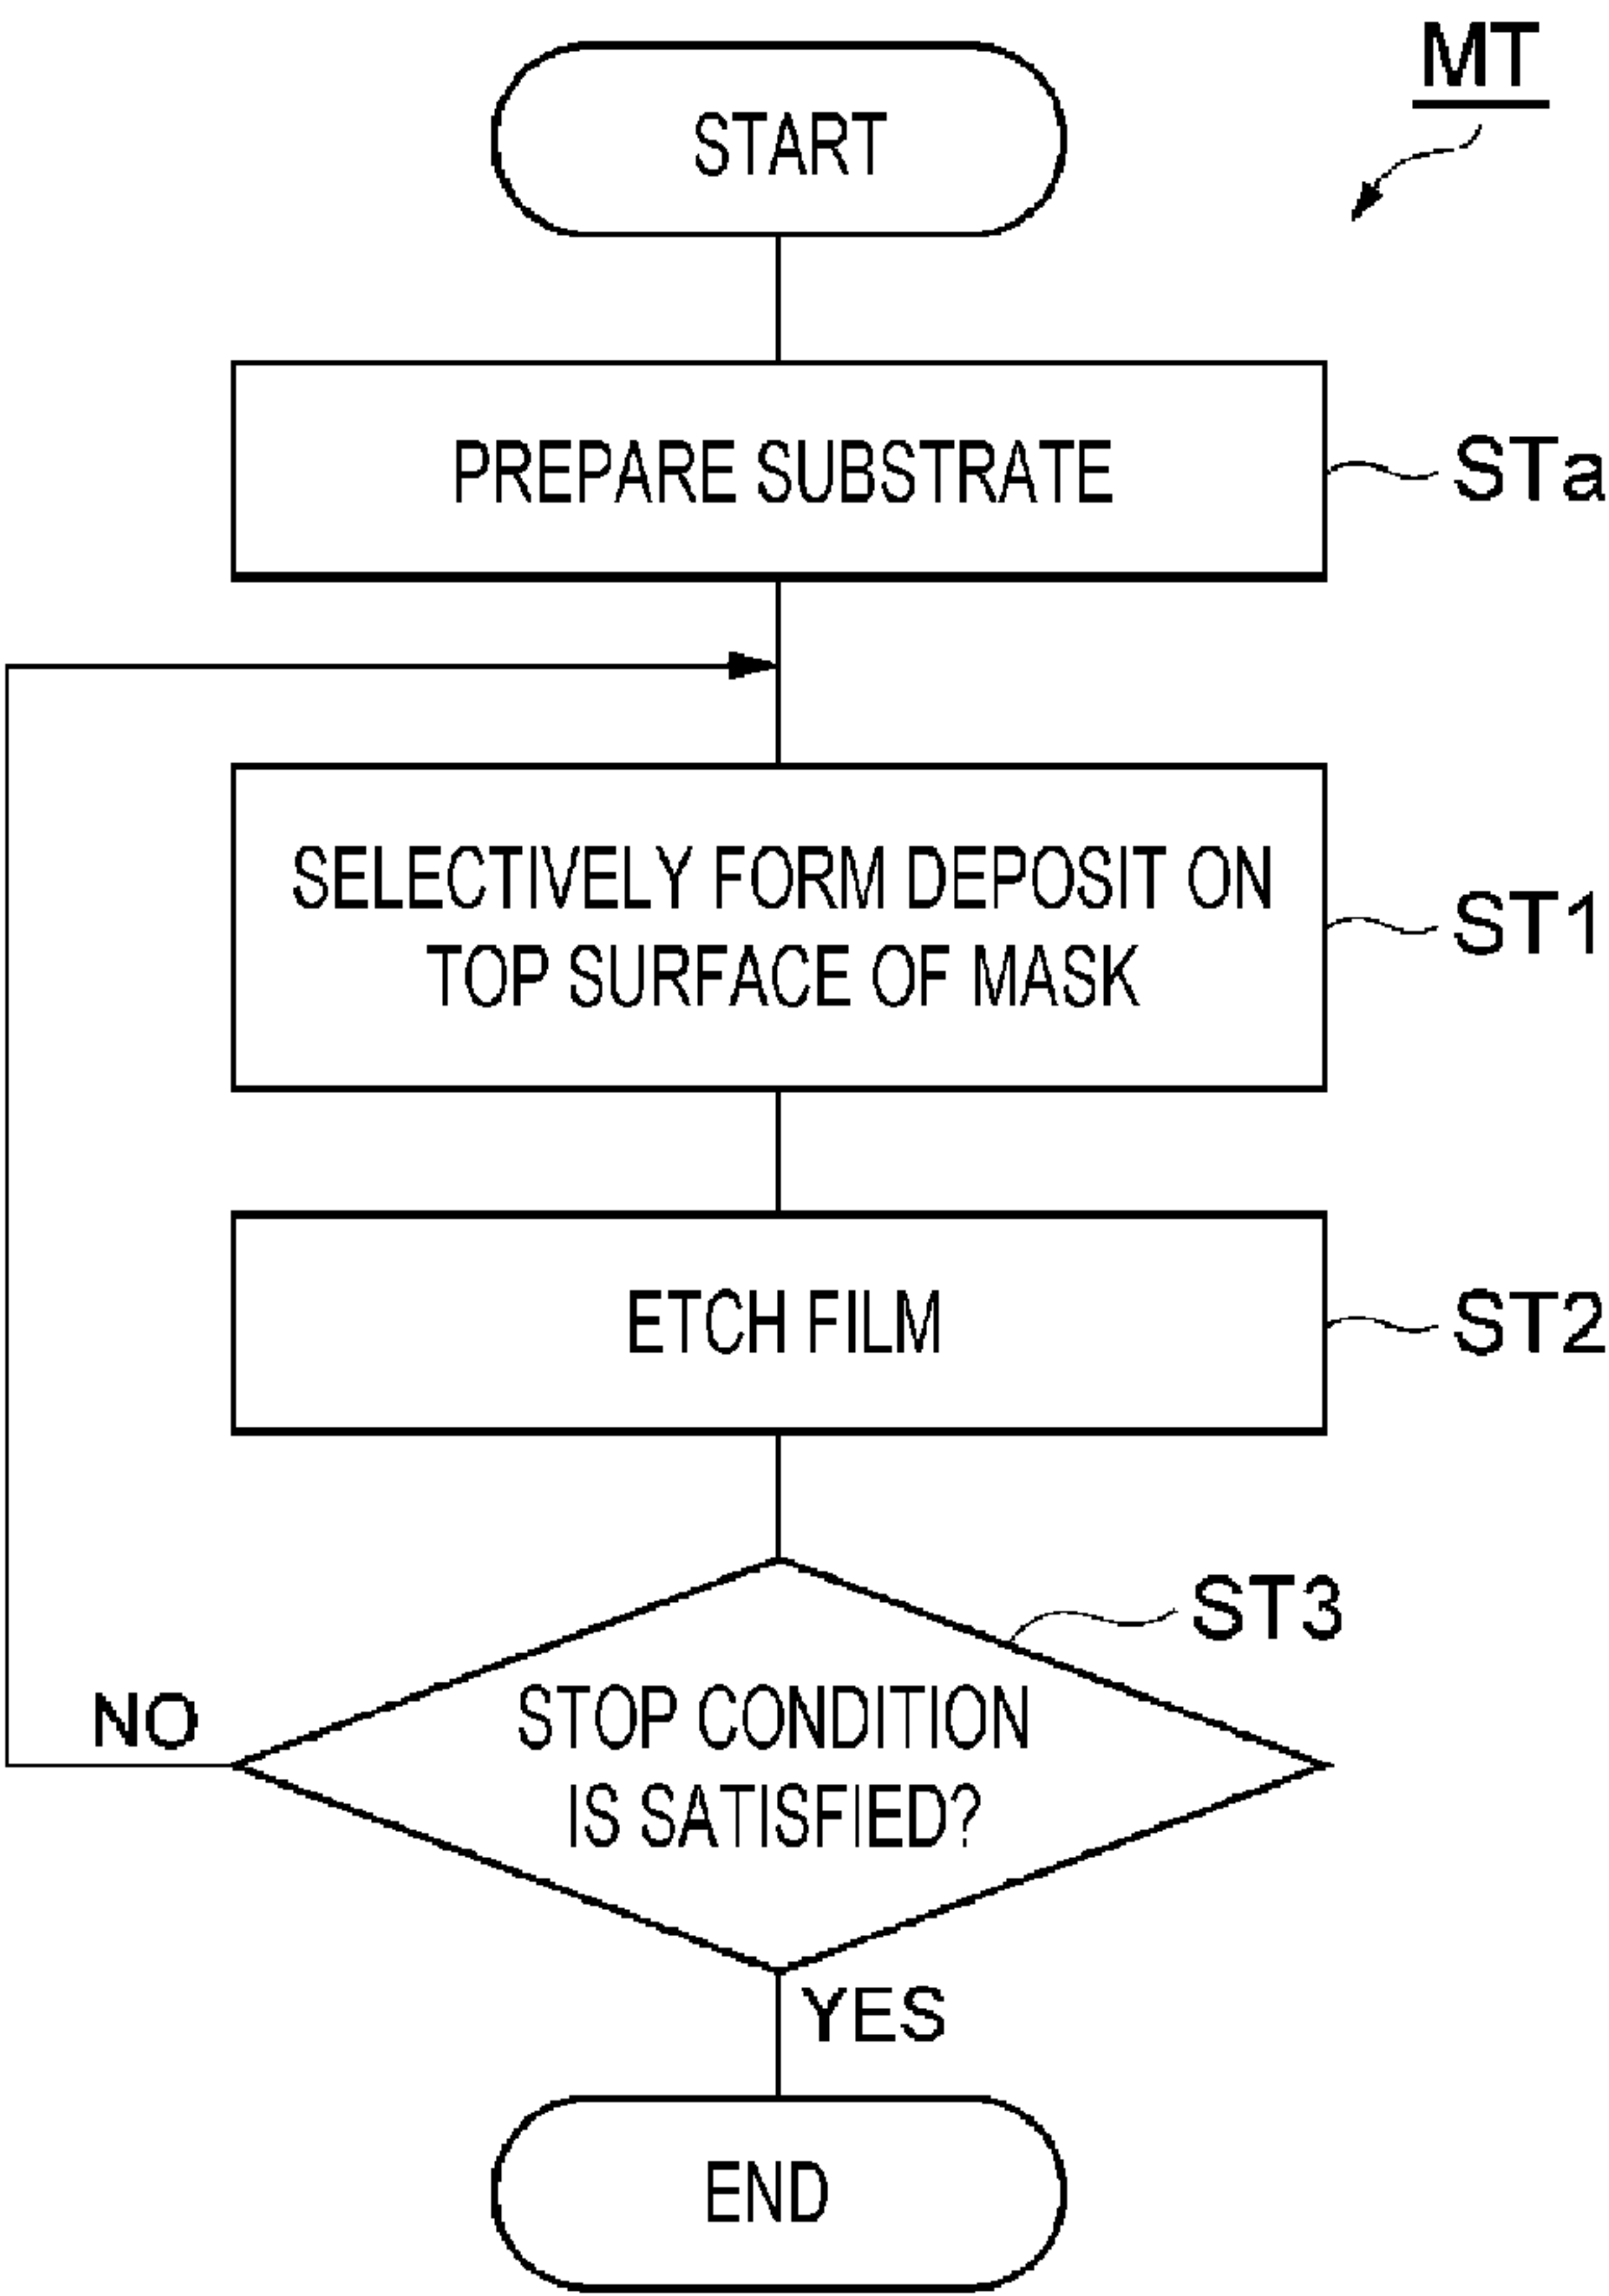 MT
START
PREPARE SUBSTRATE
STa
SELECTIVELY FORM DEPOSIT ON
TOP SURFACE OF MASK
ST1
ETCH FILM
ST2
ST3
STOP CONDITION
IS SATISFIED?
NO
YES
END